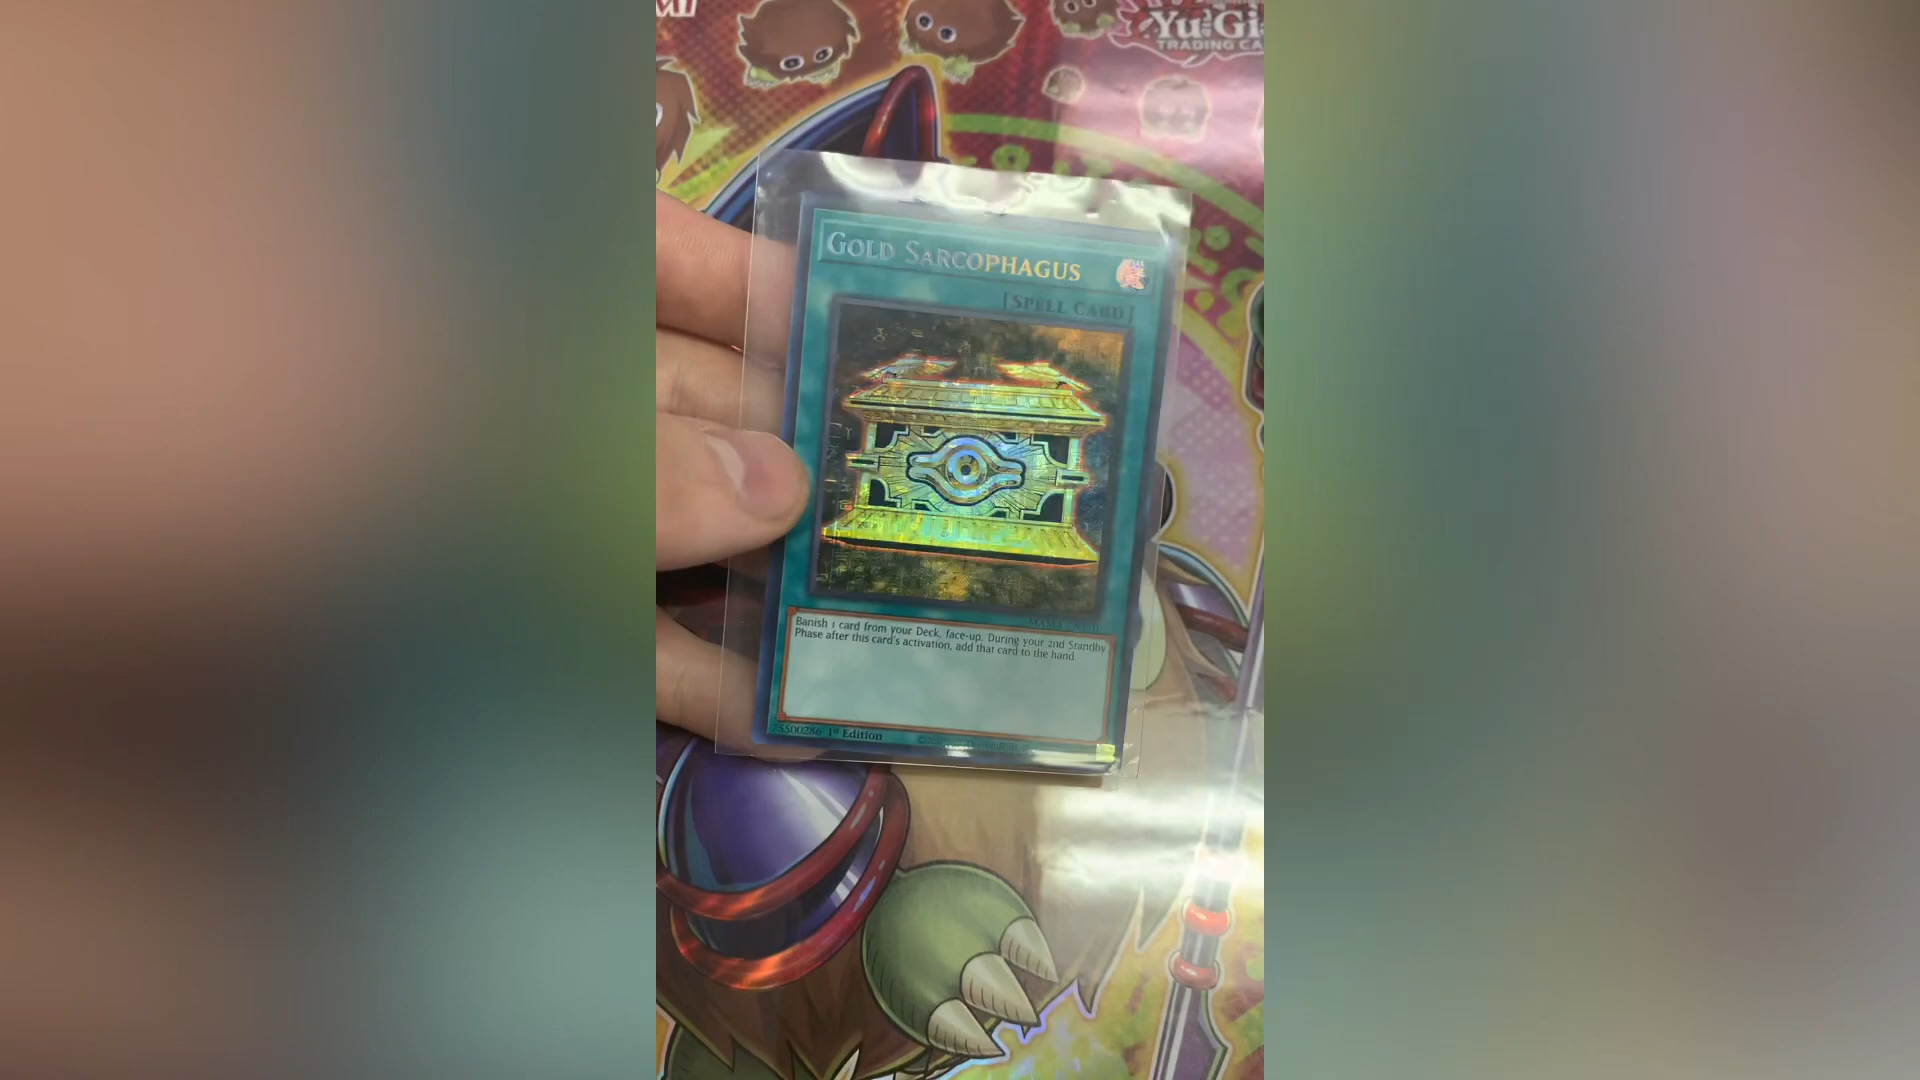 Yu-Gi
TRADING CA
GOLD SARCOPHAGUS
[SPELL CARD]
Banish 1 card from your Deck, face-up. During your 2nd Standby
Phase after this card's activation, add that card to the hand.
75500286 1st Edition